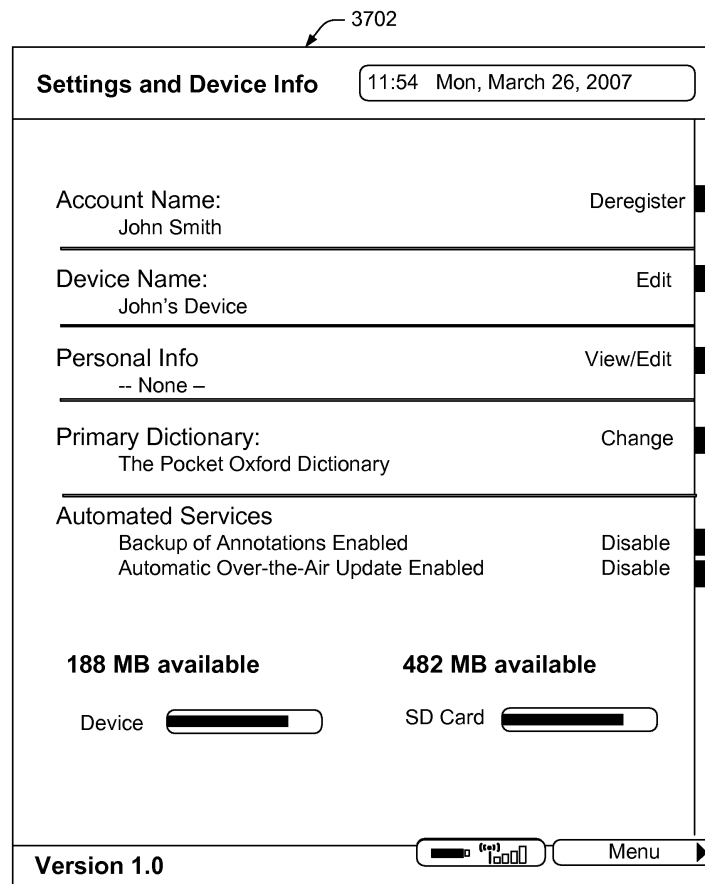 3702
Settings and Device Info 11:54 Mon, March 26, 2007
Account Name: Deregister
John Smith
Device Name: Edit
John's Device
Personal Info View/Edit
-- None –
Primary Dictionary: Change
The Pocket Oxford Dictionary
Automated Services
Backup of Annotations Enabled Disable
Automatic Over-the-Air Update Enabled Disable
188 MB available 482 MB available
Device SD Card
Version 1.0 Menu